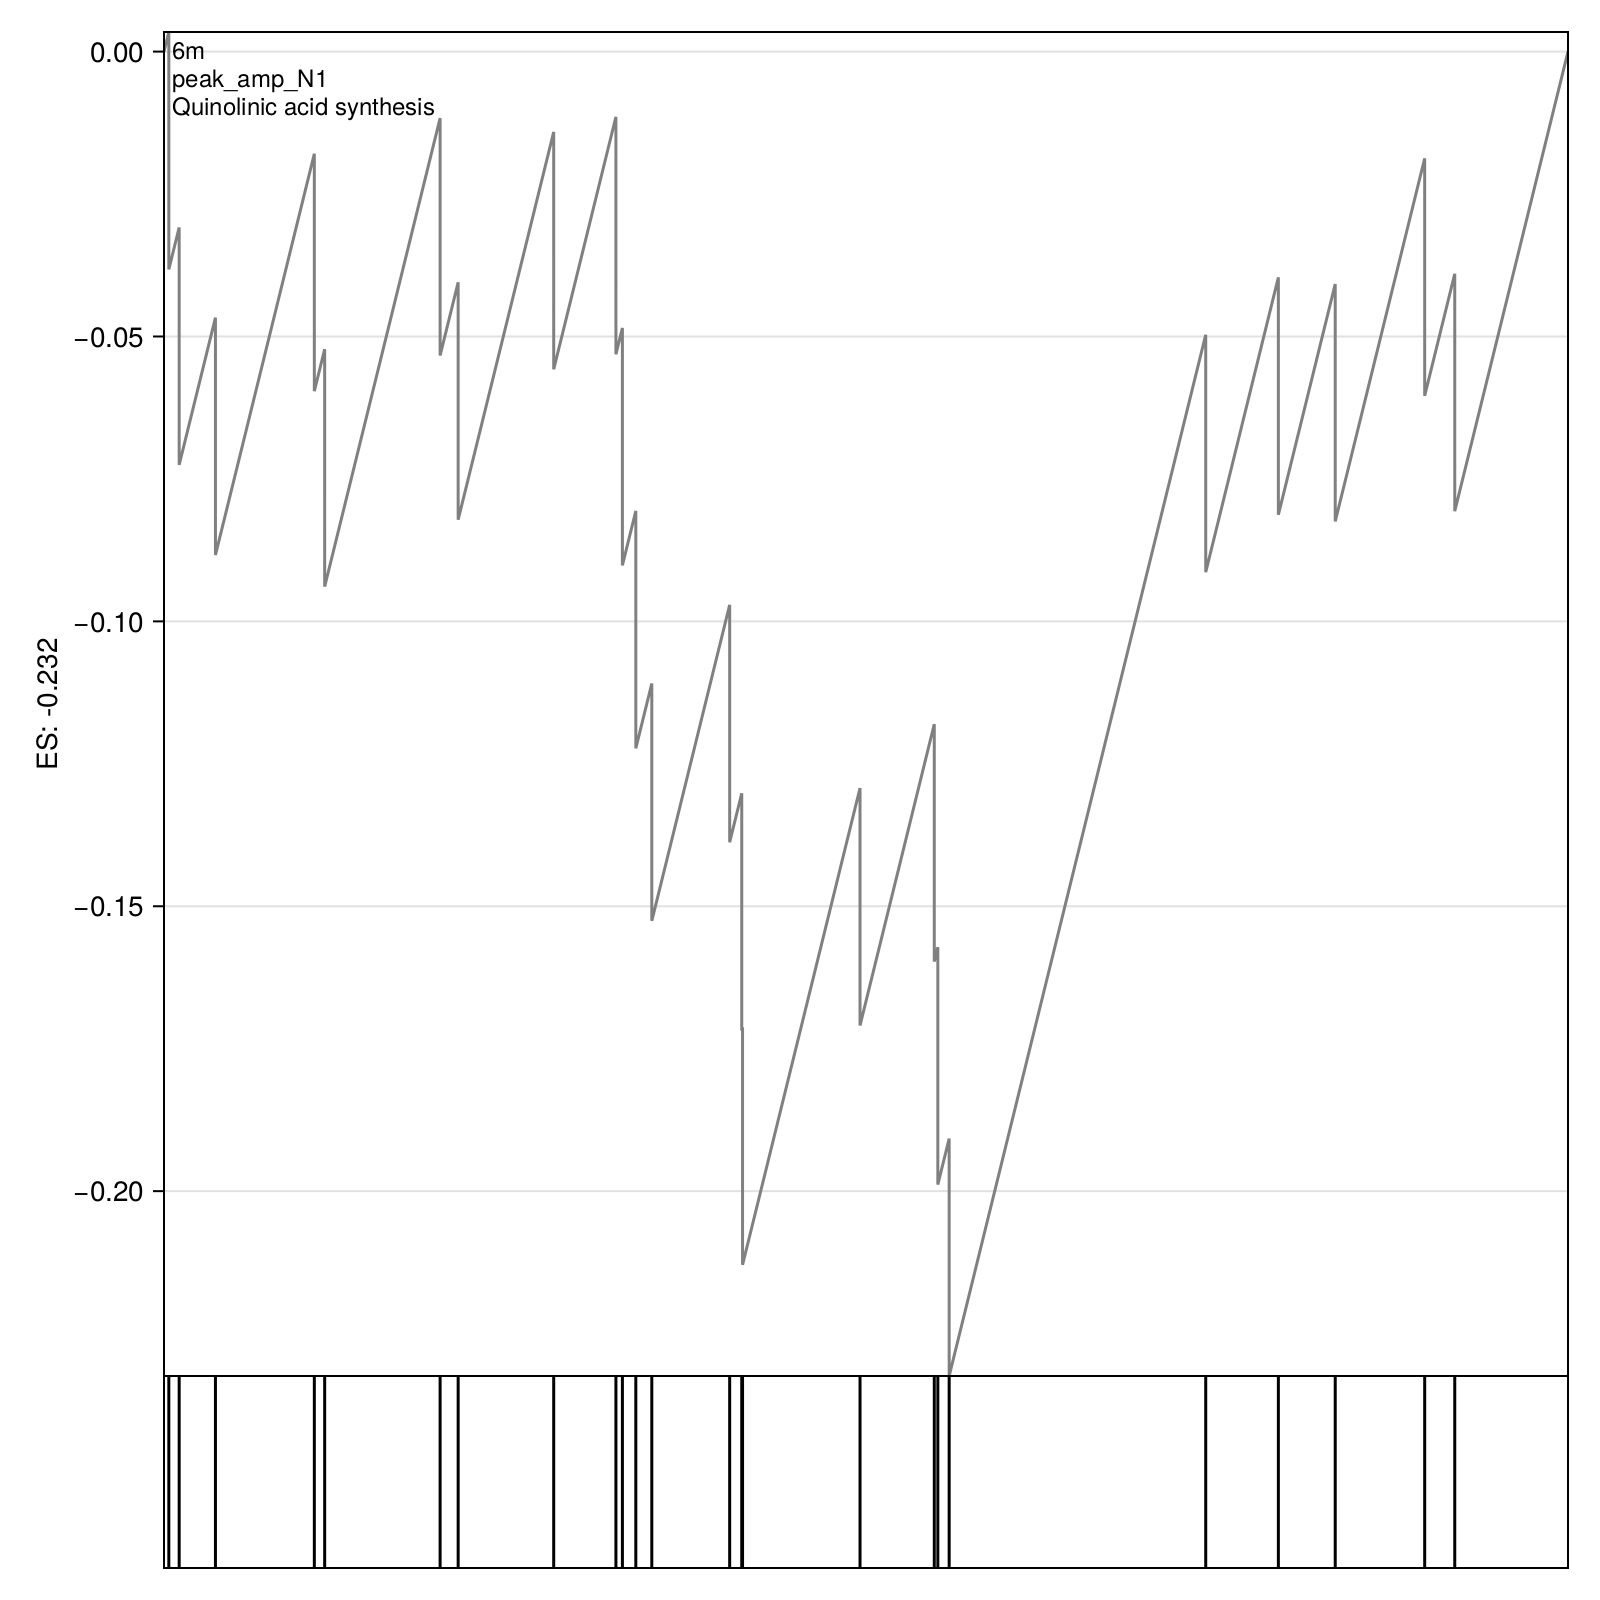 0.00
6m
peak_amp_N1
Quinolinic acid synthesis
−0.05
−0.10
ES: -0.232
−0.15
−0.20